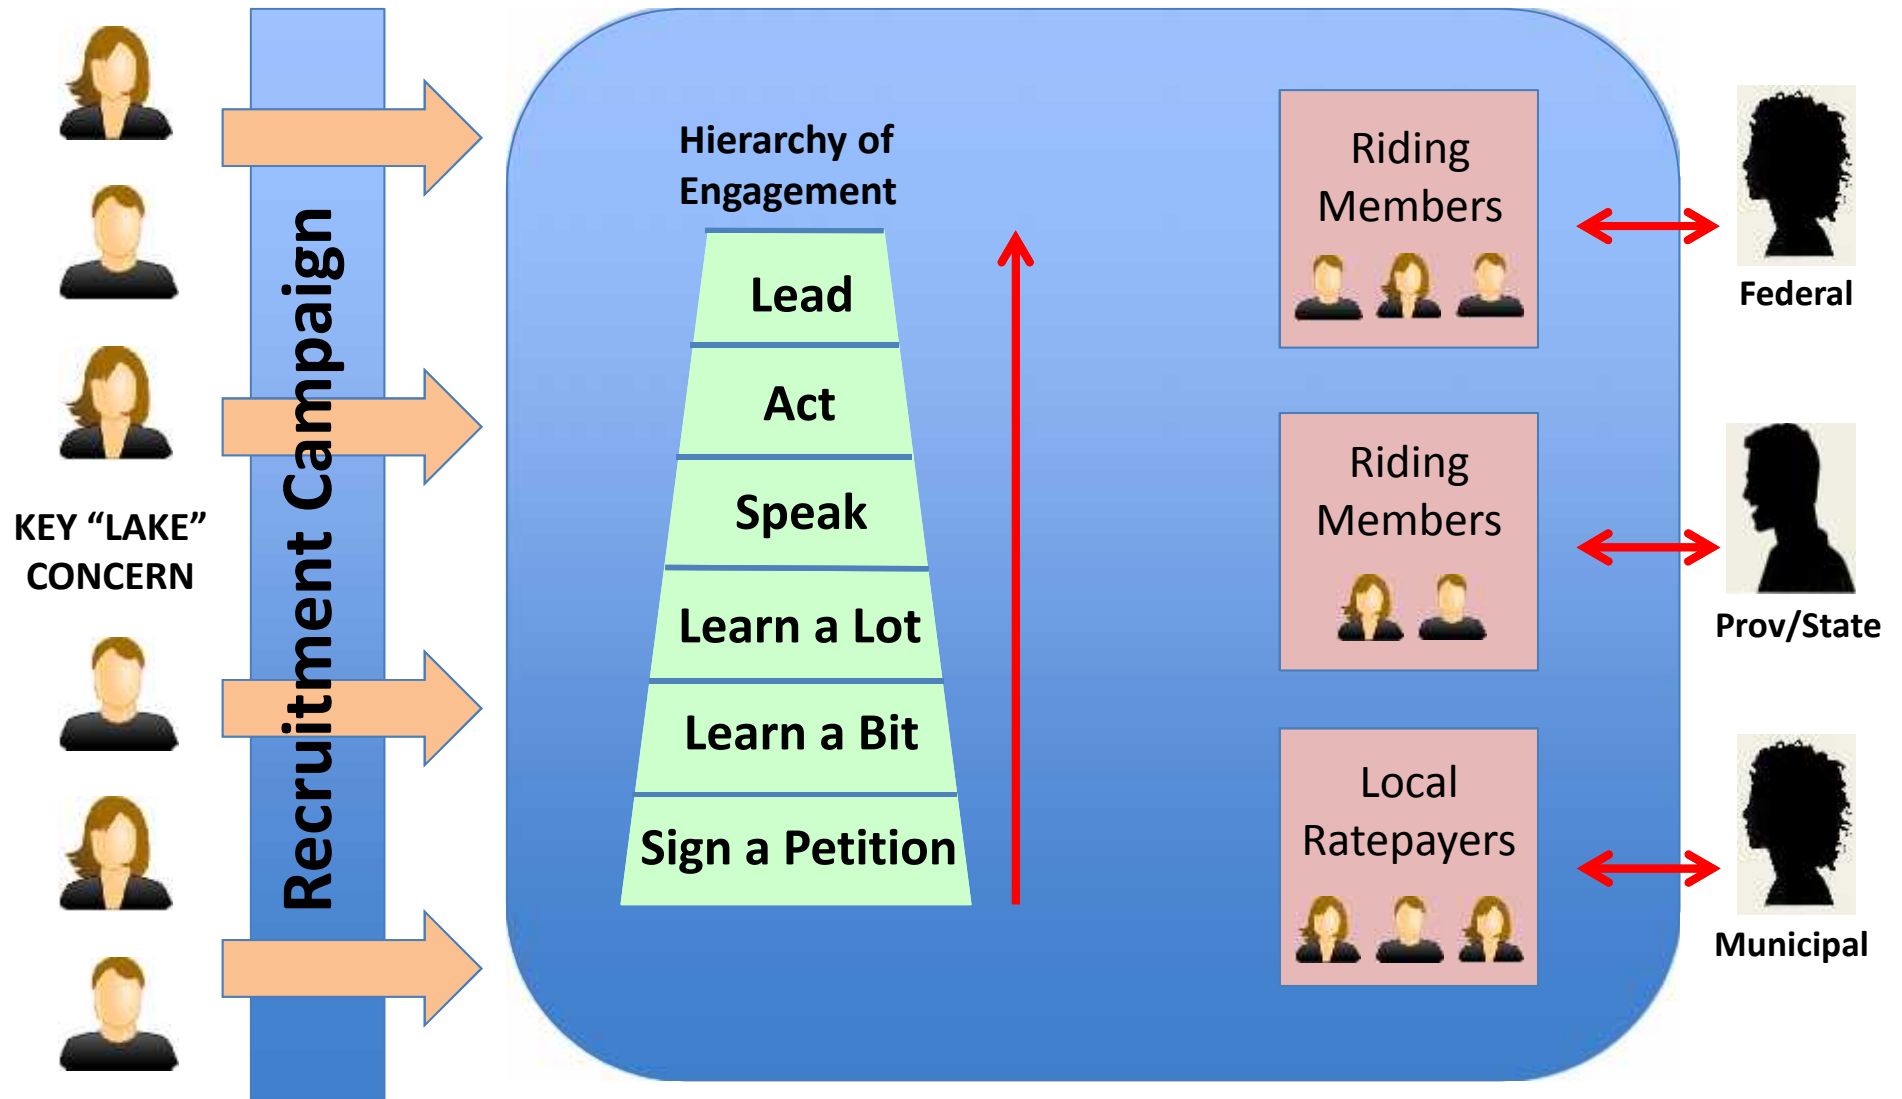 KEY “LAKE”
CONCERN
Recruitment Campaign
Hierarchy of
Engagement
Lead
Act
Speak
Learn a Lot
Learn a Bit
Sign a Petition
Riding
Members
Federal
Riding
Members
Prov/State
Local
Ratepayers
Municipal